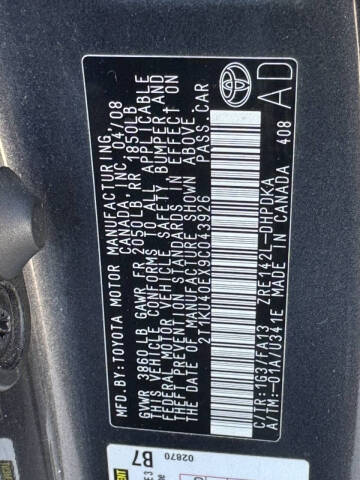 MFD.BY:TOYOTA MOTOR MANUFACTURING
CANADA, INC. 04/08
GVWR 3860LB GAWR FR 2050LB,RR 1850LB
THIS VEHICLE CONFORMS TO ALL APPLICABLE
FEDERAL MOTOR VEHICLE SAFETY BUMPER AND
THEFT PREVENTION STANDARDS IN EFFECT ON
THE DATE OF MANUFACTURE SHOWN ABOVE.
2T1KU40EX9C043926 PASS.CAR
C/TR:1G3/FA13 ZRE142L-DHPDKA
A/TM:-01A/U341E MADE IN CANADA 408
AD
02870
B7